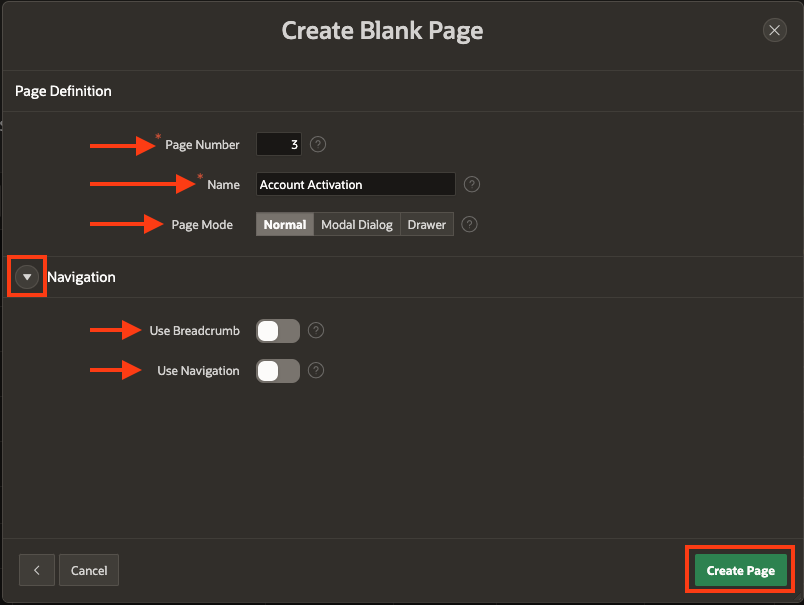 Create Blank Page
Page Definition
* Page Number 3 ?
* Name Account Activation ?
Page Mode Normal Modal Dialog Drawer ?
Navigation
Use Breadcrumb ?
Use Navigation ?
Cancel Create Page